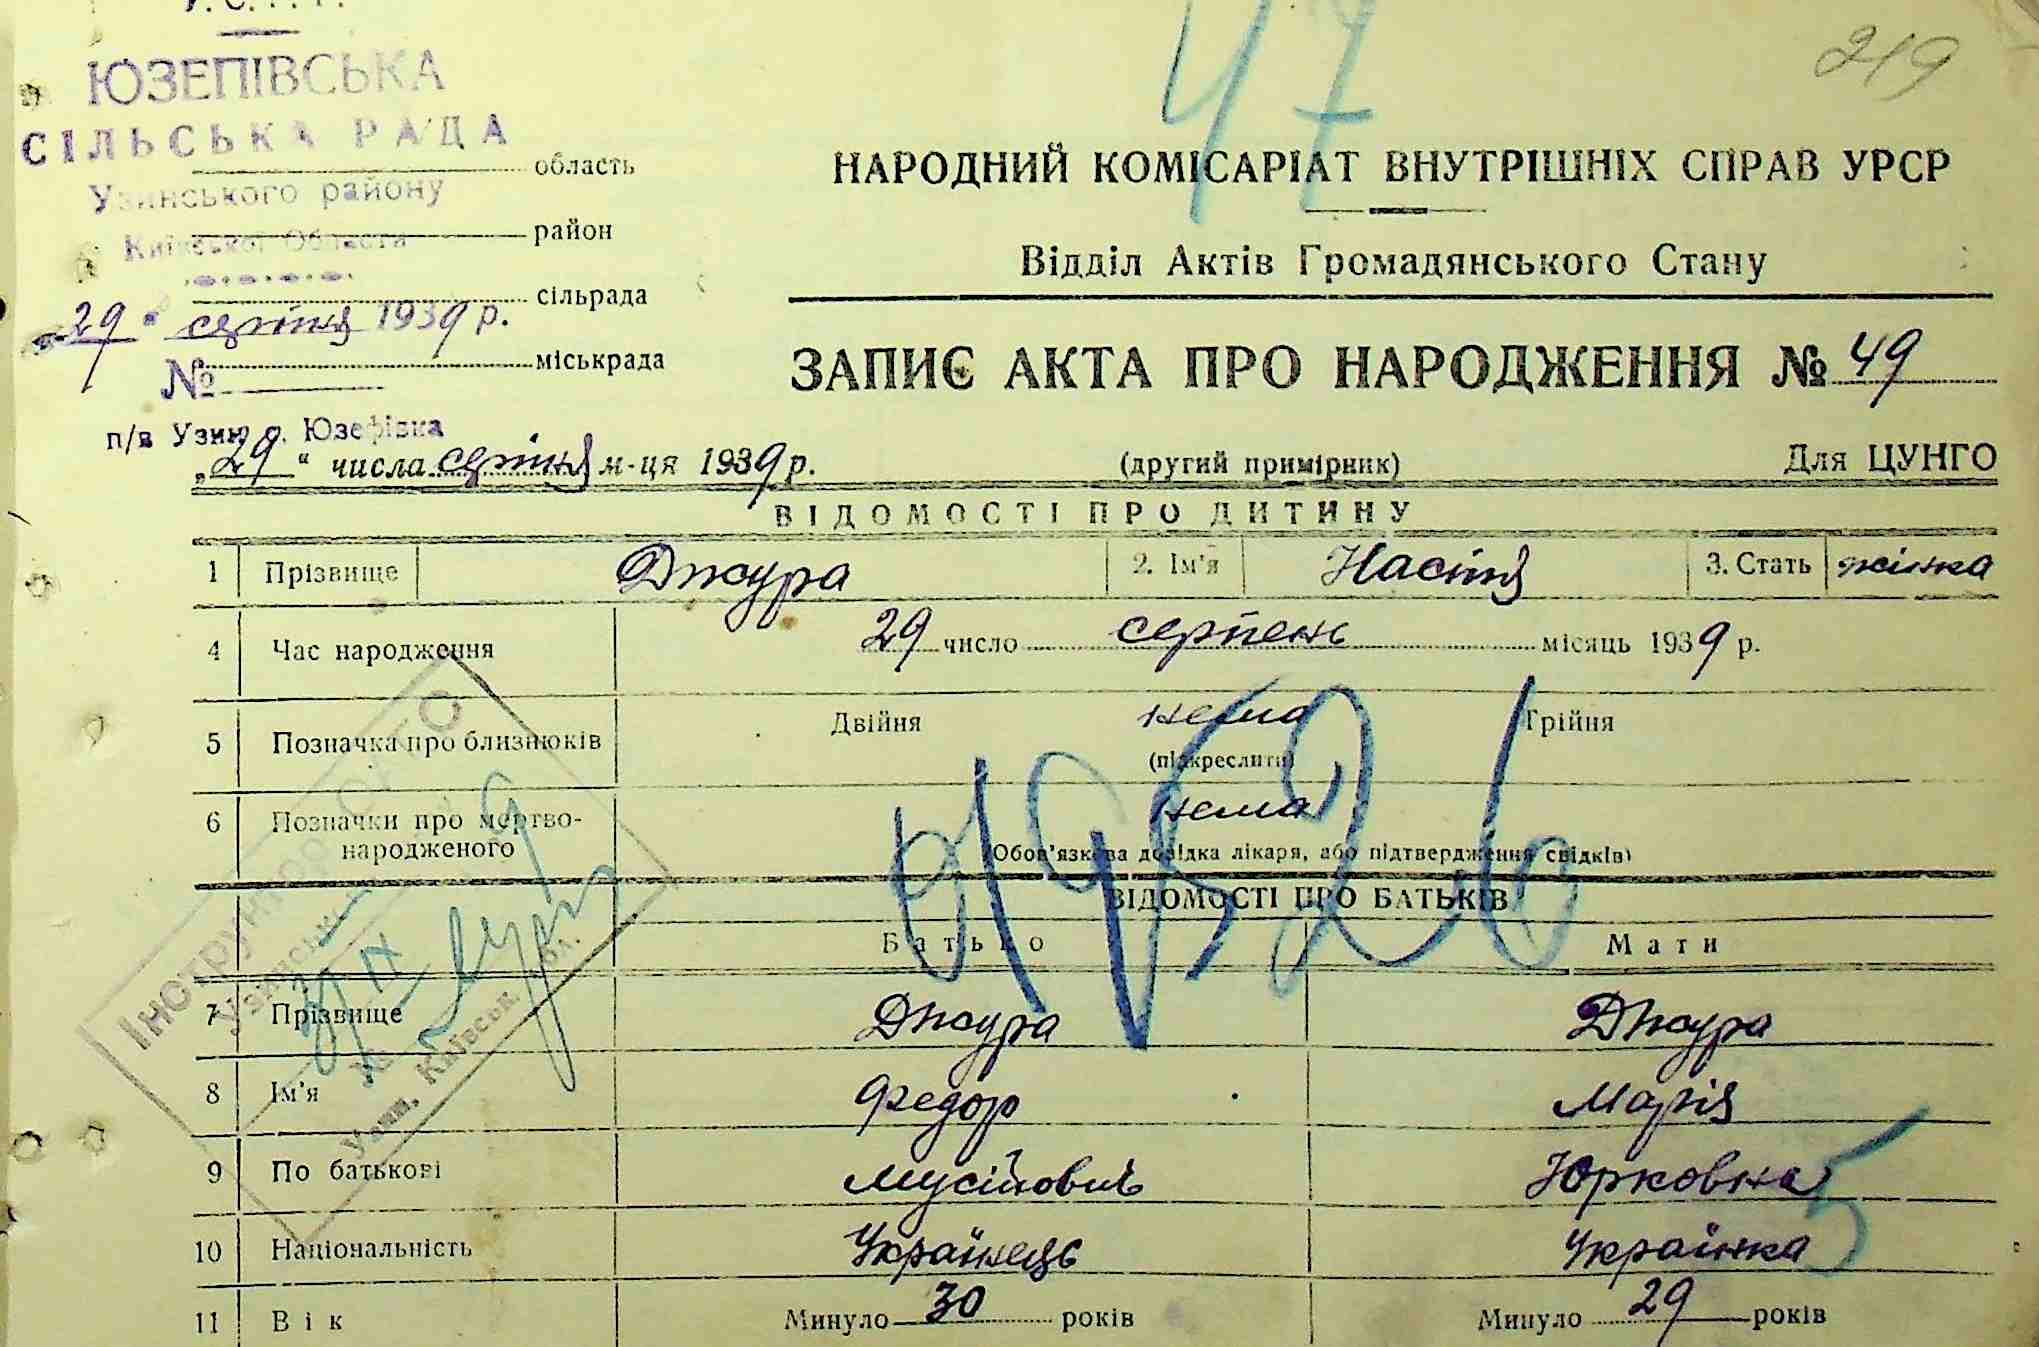 У. С. . . .
ЮЗЕПІВСЬКА
СІЛЬСЬКА РАДА
область
Узинського району
район
Київської Области
сільрада
29 серпня 1939 р.
міськрада
№
п/в Узин с. Юзефівка
47
219
НАРОДНИЙ КОМІСАРІАТ ВНУТРІШНІХ СПРАВ УРСР
Відділ Актів Громадянського Стану
ЗАПИС АКТА ПРО НАРОДЖЕННЯ № 49
„29“ числа серпня м-ця 1939 р. (другий примірник) Для ЦУНГО
ВІДОМОСТІ ПРО ДИТИНУ
1 Прізвище Джура 2. Ім'я Настя 3. Стать жінка
4 Час народження 29 число серпень місяць 1939 р.
5 Позначка про близнюків Двійня нема Трійня
(підкреслити)
6 Позначки про мертво-
народженого нема
(Обов'язкова довідка лікаря, або підтвердження свідків)
ВІДОМОСТІ ПРО БАТЬКІВ
Батько Мати
7 Прізвище Джура Джура
8 Ім'я Федор Марія
9 По батькові Мусійович Юрковна
10 Національність Українець Українка
5
11 Вік Минуло 30 років Минуло 29 років